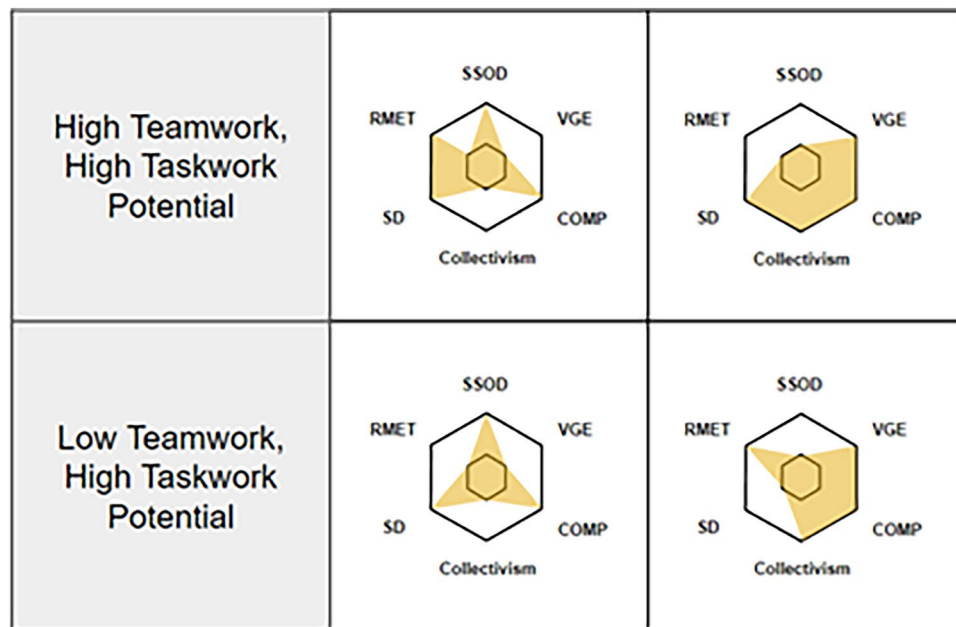 High Teamwork,
High Taskwork
Potential
SSOD
RMET
VGE
SD
COMP
Collectivism
SSOD
RMET
VGE
SD
COMP
Collectivism
Low Teamwork,
High Taskwork
Potential
SSOD
RMET
VGE
SD
COMP
Collectivism
SSOD
RMET
VGE
SD
COMP
Collectivism